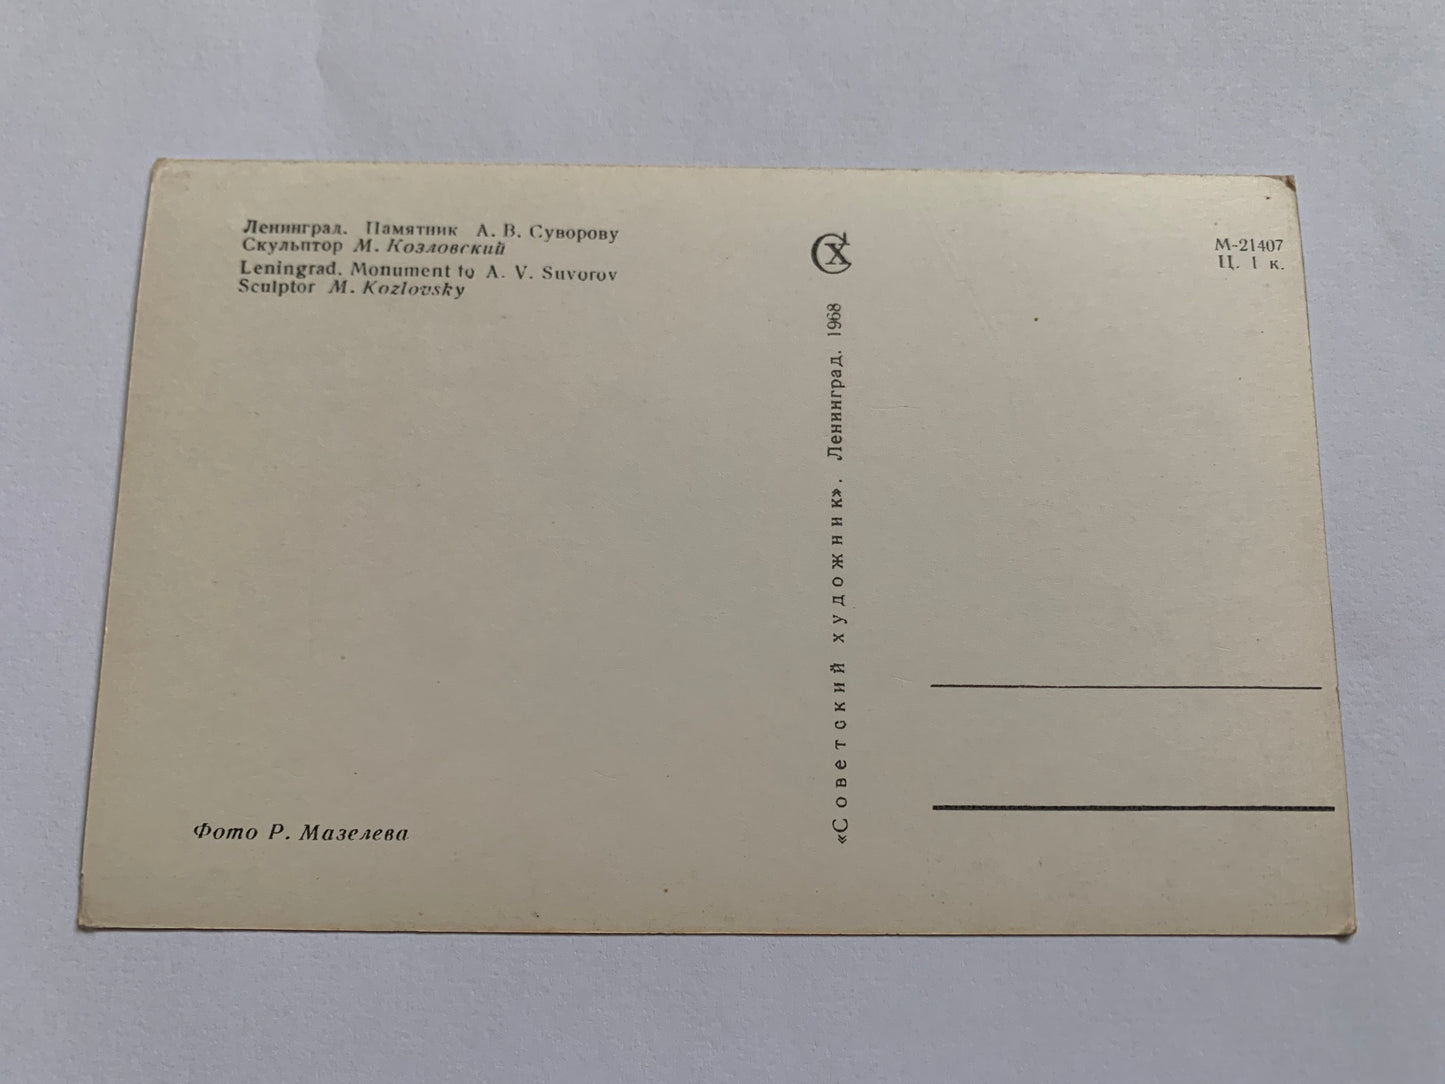 Ленинград. Памятник А. В. Суворову
Скульптор М. Козловский
Leningrad. Monument to A. V. Suvorov
Sculptor M. Kozlovsky
Фото Р. Мазелева
СХ
«Советский художник». Ленинград. 1968
М-21407
Ц. 1 к.